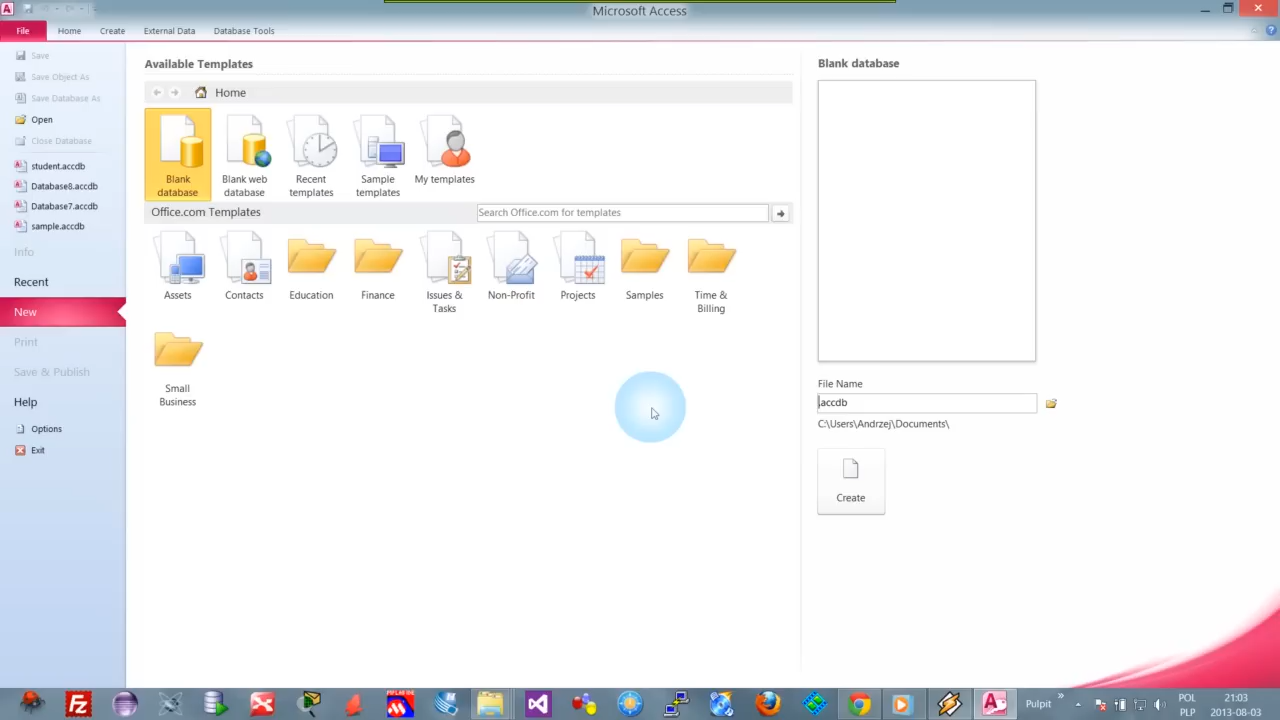 Microsoft Access
File Home Create External Data Database Tools
Save
Save Object As
Save Database As
Open
Close Database
student.accdb
Database8.accdb
Database7.accdb
sample.accdb
Info
Recent
New
Print
Save & Publish
Help
Options
Exit
Available Templates
Home
Blank database
Blank web database
Recent templates
Sample templates
My templates
Office.com Templates
Search Office.com for templates
Assets
Contacts
Education
Finance
Issues & Tasks
Non-Profit
Projects
Samples
Time & Billing
Small Business
Blank database
File Name
.accdb
C:\Users\Andrzej\Documents\
Create
Pulpit
POL
PLP
21:03
2013-08-03